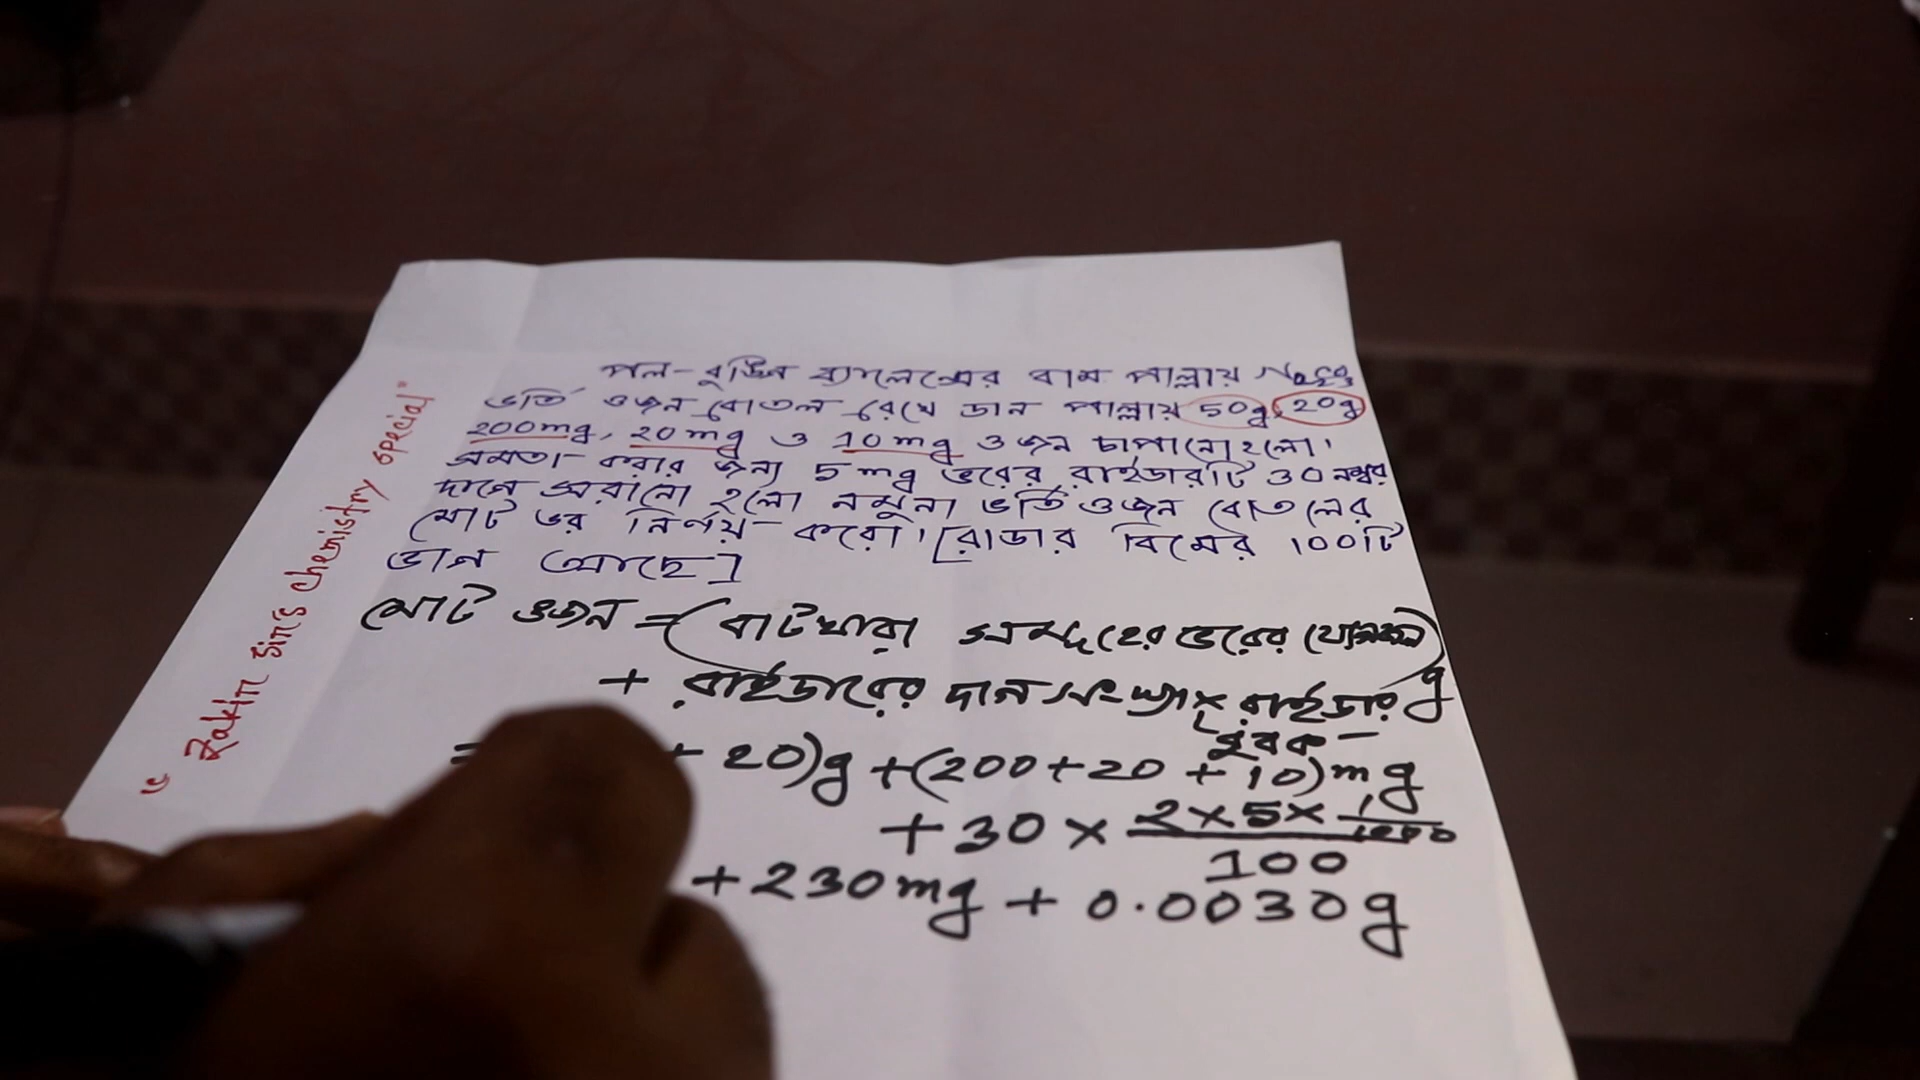 পল-বুঙ্গি ব্যালেন্সের বাম পাল্লায় Na2CO3
ভর্তি ওজন বোতল রেখে ডান পাল্লায় 50g, 20g
200mg, 20mg ও 10mg ওজন চাপানো হলো।
সমতা করার জন্য 5mg ভরের রাইডারটি 30 নম্বর
দাগে সরানো হলো নমুনা ভর্তি ওজন বোতলের
মোট ভর নির্ণয় করো। [রাডার বিমের 100টি
ভাগ আছে]
মোট ওজন = (বাটখারা সমূহের ভরের যোগফল) g
+ রাইডারের দাগ সংখ্যা × রাইডার
ধ্রুবক
= + 20)g + (200+20 + 10)mg
+ 30 × 2×5× 1/1000
100
+ 230mg + 0.0030g
"Zakin Sir's chemistry special"